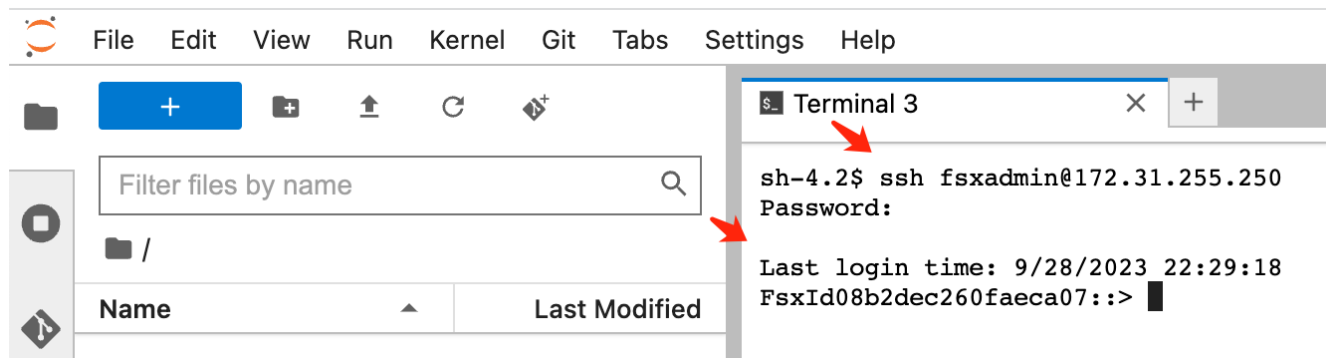 File Edit View Run Kernel Git Tabs Settings Help
+
Filter files by name
/
Name Last Modified
$_ Terminal 3 × +
sh-4.2$ ssh fsxadmin@172.31.255.250
Password:
Last login time: 9/28/2023 22:29:18
FsxId08b2dec260faeca07::>